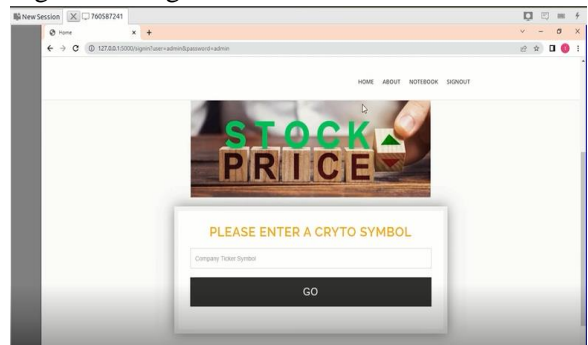 New Session
760587241
Home
127.0.0.1:5000/signin?user=admin&password=admin
HOME ABOUT NOTEBOOK SIGNOUT
STOCK
PRICE
PLEASE ENTER A CRYTO SYMBOL
Company Ticker Symbol
GO